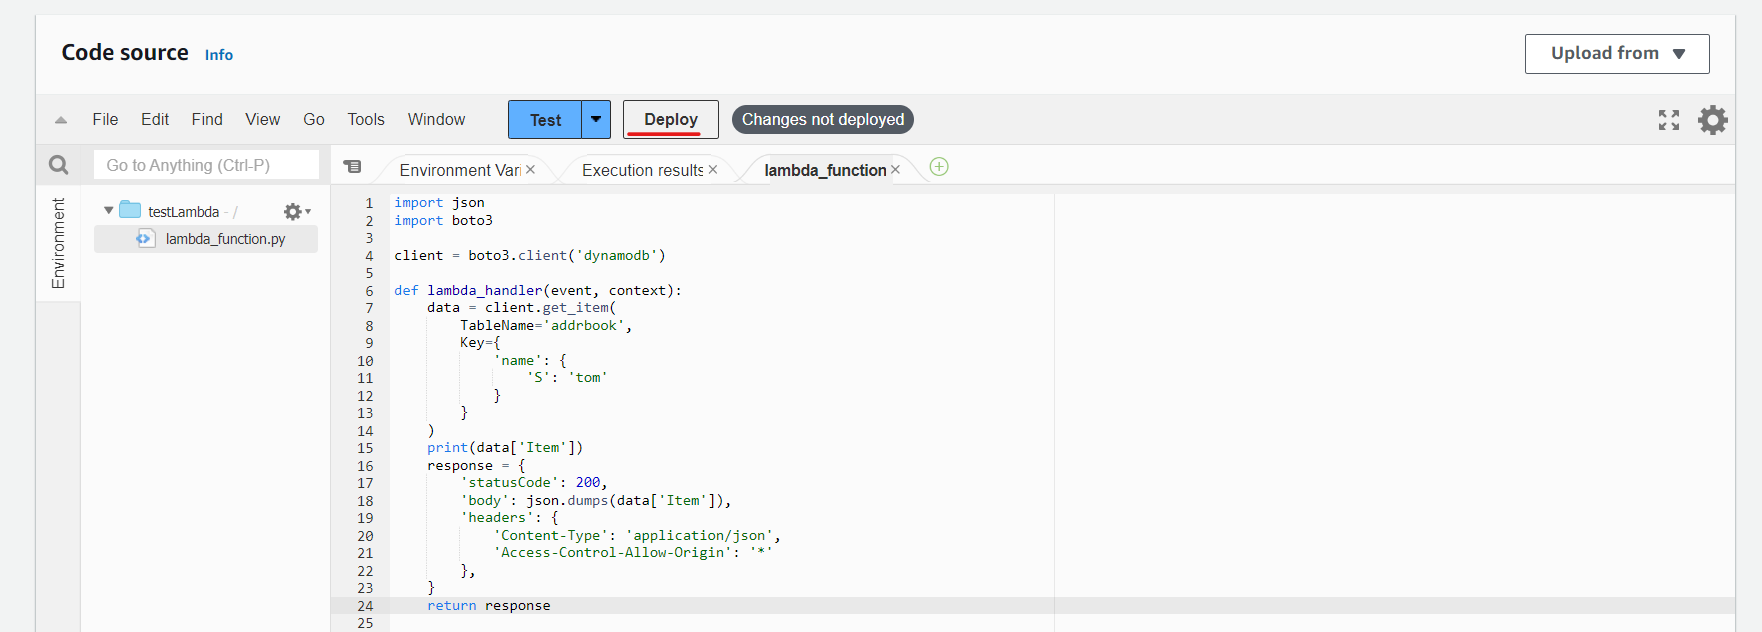 Code source Info
Upload from
File Edit Find View Go Tools Window Test Deploy Changes not deployed
Go to Anything (Ctrl-P)
Environment Vari Execution results lambda_function
Environment
testLambda - /
lambda_function.py
1 import json
2 import boto3
3
4 client = boto3.client('dynamodb')
5
6 def lambda_handler(event, context):
7     data = client.get_item(
8         TableName='addrbook',
9         Key={
10             'name': {
11                 'S': 'tom'
12             }
13         }
14     )
15     print(data['Item'])
16     response = {
17         'statusCode': 200,
18         'body': json.dumps(data['Item']),
19         'headers': {
20             'Content-Type': 'application/json',
21             'Access-Control-Allow-Origin': '*'
22         },
23     }
24     return response
25